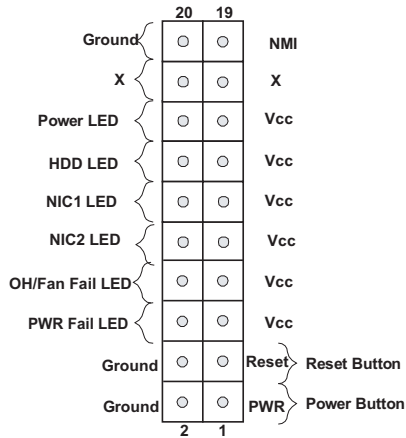 20 19
Ground NMI
X X
Power LED Vcc
HDD LED Vcc
NIC1 LED Vcc
NIC2 LED Vcc
OH/Fan Fail LED Vcc
PWR Fail LED Vcc
Ground Reset Reset Button
Ground PWR Power Button
2 1